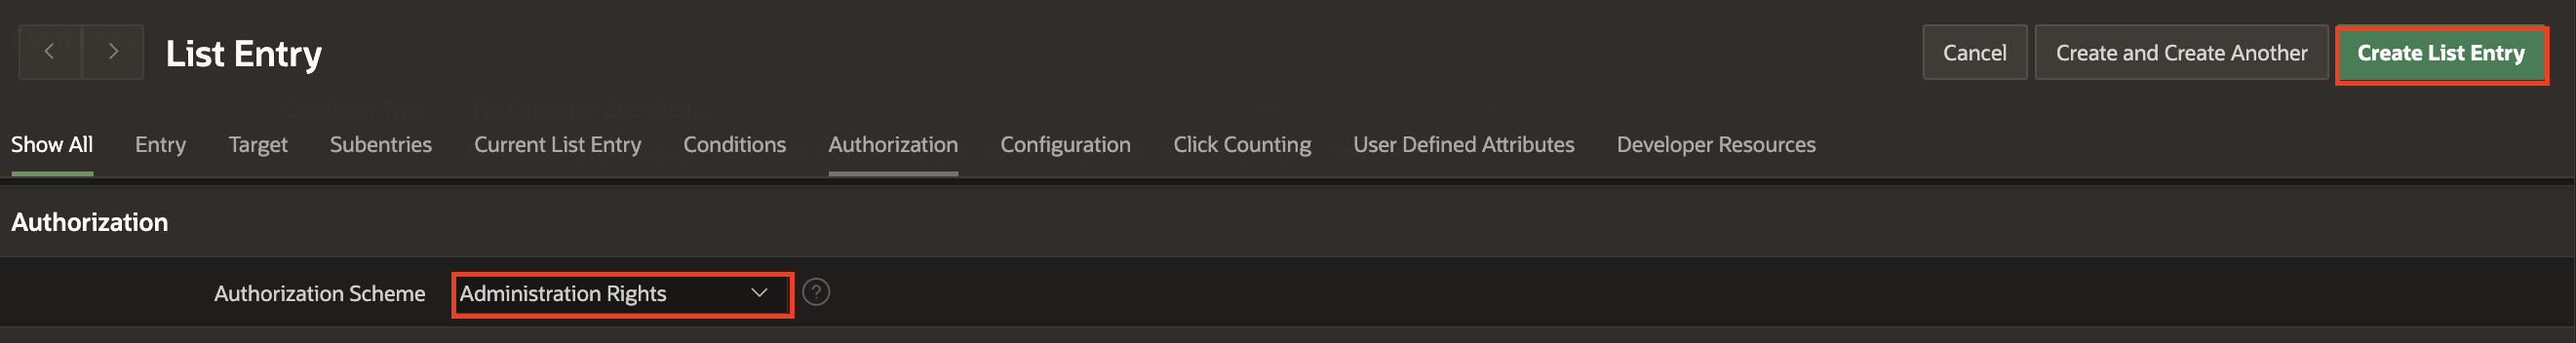 List Entry
Cancel
Create and Create Another
Create List Entry
Condition Type No Condition Specified
Show All
Entry
Target
Subentries
Current List Entry
Conditions
Authorization
Configuration
Click Counting
User Defined Attributes
Developer Resources
Authorization
Authorization Scheme
Administration Rights
?